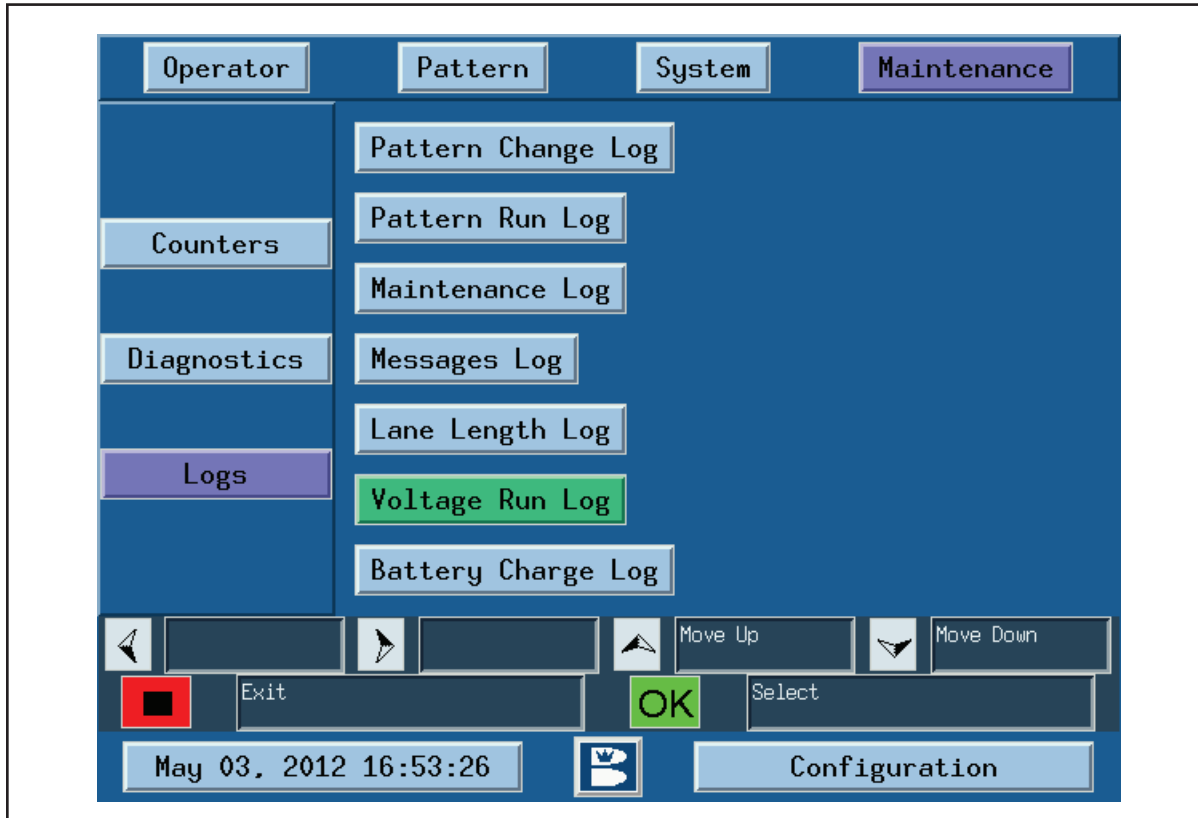 Operator Pattern System Maintenance
Pattern Change Log
Pattern Run Log
Counters
Maintenance Log
Diagnostics Messages Log
Lane Length Log
Logs
Voltage Run Log
Battery Charge Log
Move Up Move Down
Exit OK Select
May 03, 2012 16:53:26 Configuration